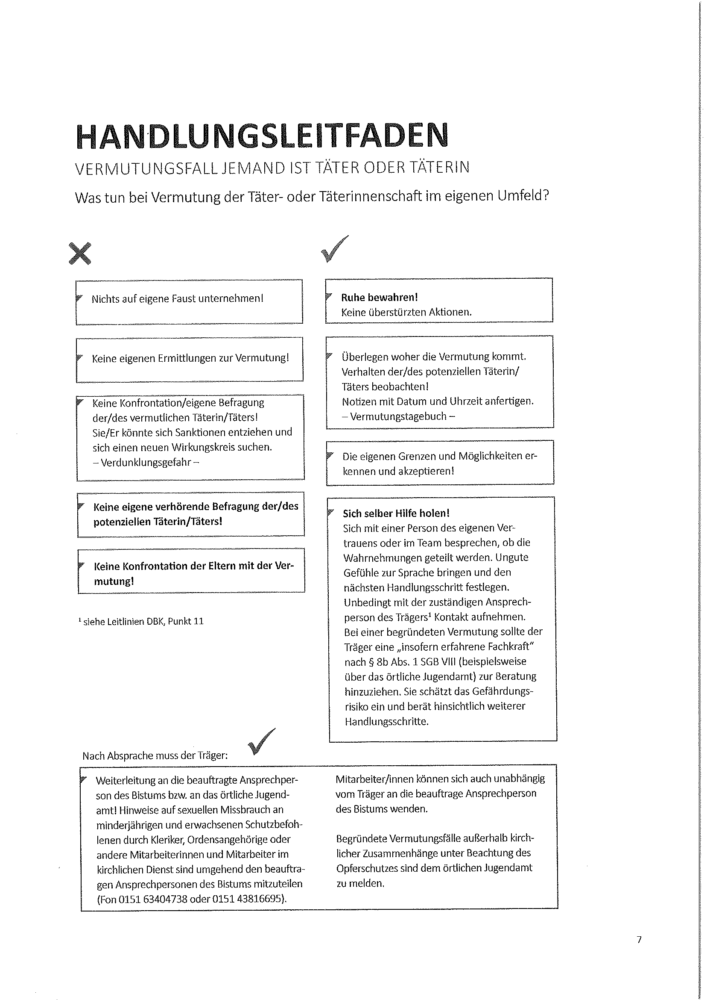 HANDLUNGSLEITFADEN
VERMUTUNGSFALL JEMAND IST TÄTER ODER TÄTERIN
Was tun bei Vermutung der Täter- oder Täterinnenschaft im eigenen Umfeld?
Nichts auf eigene Faust unternehmen!
Keine eigenen Ermittlungen zur Vermutung!
Keine Konfrontation/eigene Befragung
der/des vermutlichen Täterin/Täters!
Sie/Er könnte sich Sanktionen entziehen und
sich einen neuen Wirkungskreis suchen.
– Verdunklungsgefahr –
Keine eigene verhörende Befragung der/des
potenziellen Täterin/Täters!
Keine Konfrontation der Eltern mit der Ver-
mutung!
¹ siehe Leitlinien DBK, Punkt 11
Ruhe bewahren!
Keine überstürzten Aktionen.
Überlegen woher die Vermutung kommt.
Verhalten der/des potenziellen Täterin/
Täters beobachten!
Notizen mit Datum und Uhrzeit anfertigen.
– Vermutungstagebuch –
Die eigenen Grenzen und Möglichkeiten er-
kennen und akzeptieren!
Sich selber Hilfe holen!
Sich mit einer Person des eigenen Ver-
trauens oder im Team besprechen, ob die
Wahrnehmungen geteilt werden. Ungute
Gefühle zur Sprache bringen und den
nächsten Handlungsschritt festlegen.
Unbedingt mit der zuständigen Ansprech-
person des Trägers¹ Kontakt aufnehmen.
Bei einer begründeten Vermutung sollte der
Träger eine „insofern erfahrene Fachkraft“
nach § 8b Abs. 1 SGB VIII (beispielsweise
über das örtliche Jugendamt) zur Beratung
hinzuziehen. Sie schätzt das Gefährdungs-
risiko ein und berät hinsichtlich weiterer
Handlungsschritte.
Nach Absprache muss der Träger:
Weiterleitung an die beauftragte Ansprechper-
son des Bistums bzw. an das örtliche Jugend-
amt! Hinweise auf sexuellen Missbrauch an
minderjährigen und erwachsenen Schutzbefoh-
lenen durch Kleriker, Ordensangehörige oder
andere Mitarbeiterinnen und Mitarbeiter im
kirchlichen Dienst sind umgehend den beauftra-
gen Ansprechpersonen des Bistums mitzuteilen
(Fon 0151 63404738 oder 0151 43816695).
Mitarbeiter/innen können sich auch unabhängig
vom Träger an die beauftrage Ansprechperson
des Bistums wenden.
Begründete Vermutungsfälle außerhalb kirch-
licher Zusammenhänge unter Beachtung des
Opferschutzes sind dem örtlichen Jugendamt
zu melden.
7